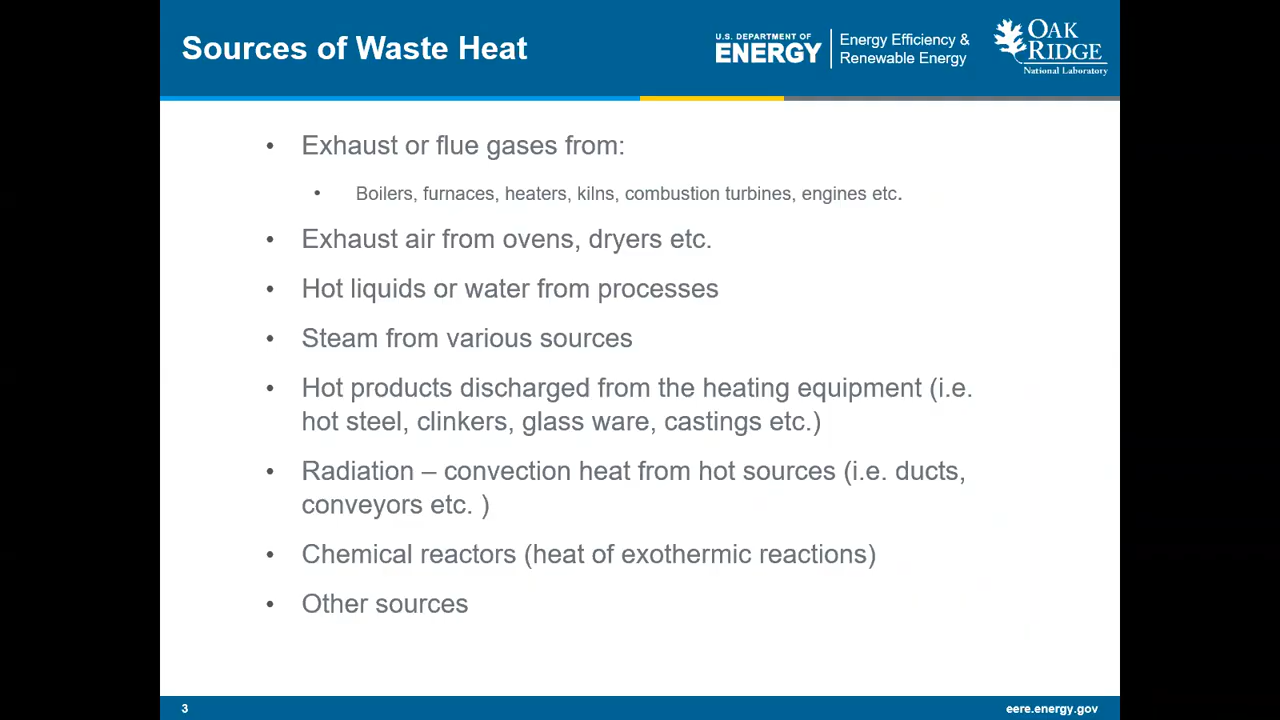 Sources of Waste Heat
U.S. DEPARTMENT OF
ENERGY
Energy Efficiency &
Renewable Energy
OAK
RIDGE
National Laboratory
• Exhaust or flue gases from:
• Boilers, furnaces, heaters, kilns, combustion turbines, engines etc.
• Exhaust air from ovens, dryers etc.
• Hot liquids or water from processes
• Steam from various sources
• Hot products discharged from the heating equipment (i.e.
hot steel, clinkers, glass ware, castings etc.)
• Radiation – convection heat from hot sources (i.e. ducts,
conveyors etc. )
• Chemical reactors (heat of exothermic reactions)
• Other sources
3
eere.energy.gov